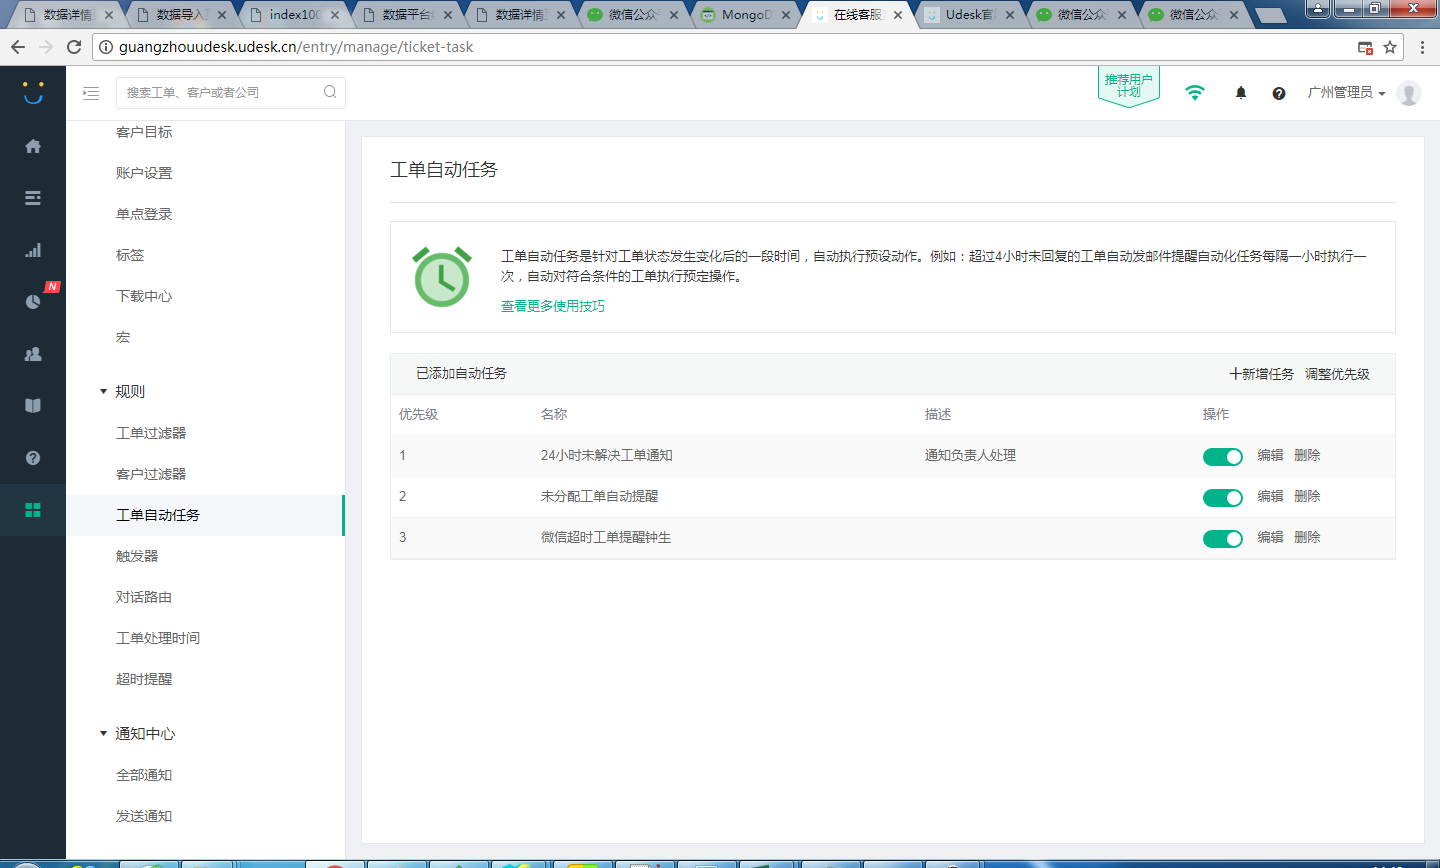 数据详情
数据导入
index100
数据平台
数据详情
微信公众
微信公众
MongoD
在线客服
Udesk官
微信公众
微信公众
guangzhouudesk.udesk.cn/entry/manage/ticket-task
搜索工单、客户或者公司
推荐用户
计划
广州管理员
N
客户目标
账户设置
单点登录
标签
下载中心
宏
规则
工单过滤器
客户过滤器
工单自动任务
触发器
对话路由
工单处理时间
超时提醒
通知中心
全部通知
发送通知
工单自动任务
工单自动任务是针对工单状态发生变化后的一段时间，自动执行预设动作。例如：超过4小时未回复的工单自动发邮件提醒自动化任务每隔一小时执行一
次，自动对符合条件的工单执行预定操作。
查看更多使用技巧
已添加自动任务 十新增任务 调整优先级
优先级 名称 描述 操作
1 24小时未解决工单通知 通知负责人处理 编辑 删除
2 未分配工单自动提醒 编辑 删除
3 微信超时工单提醒钟生 编辑 删除